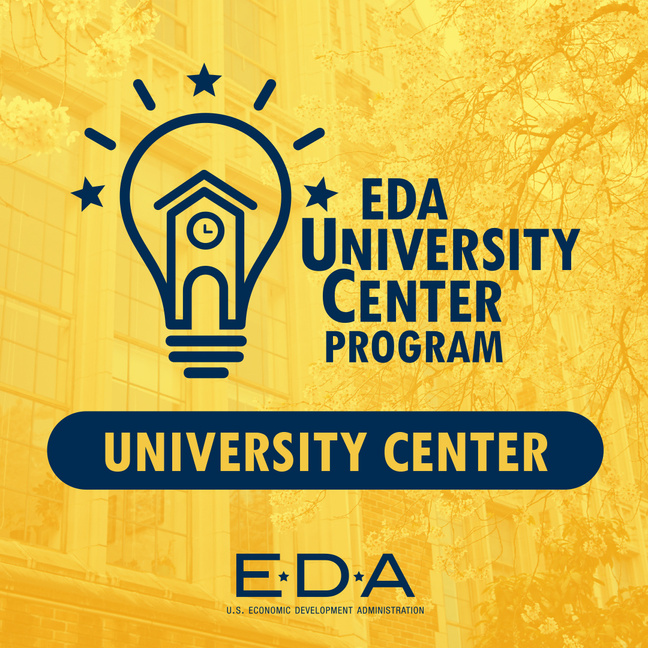 EDA
UNIVERSITY
CENTER
PROGRAM
UNIVERSITY CENTER
E★D★A
U.S. ECONOMIC DEVELOPMENT ADMINISTRATION